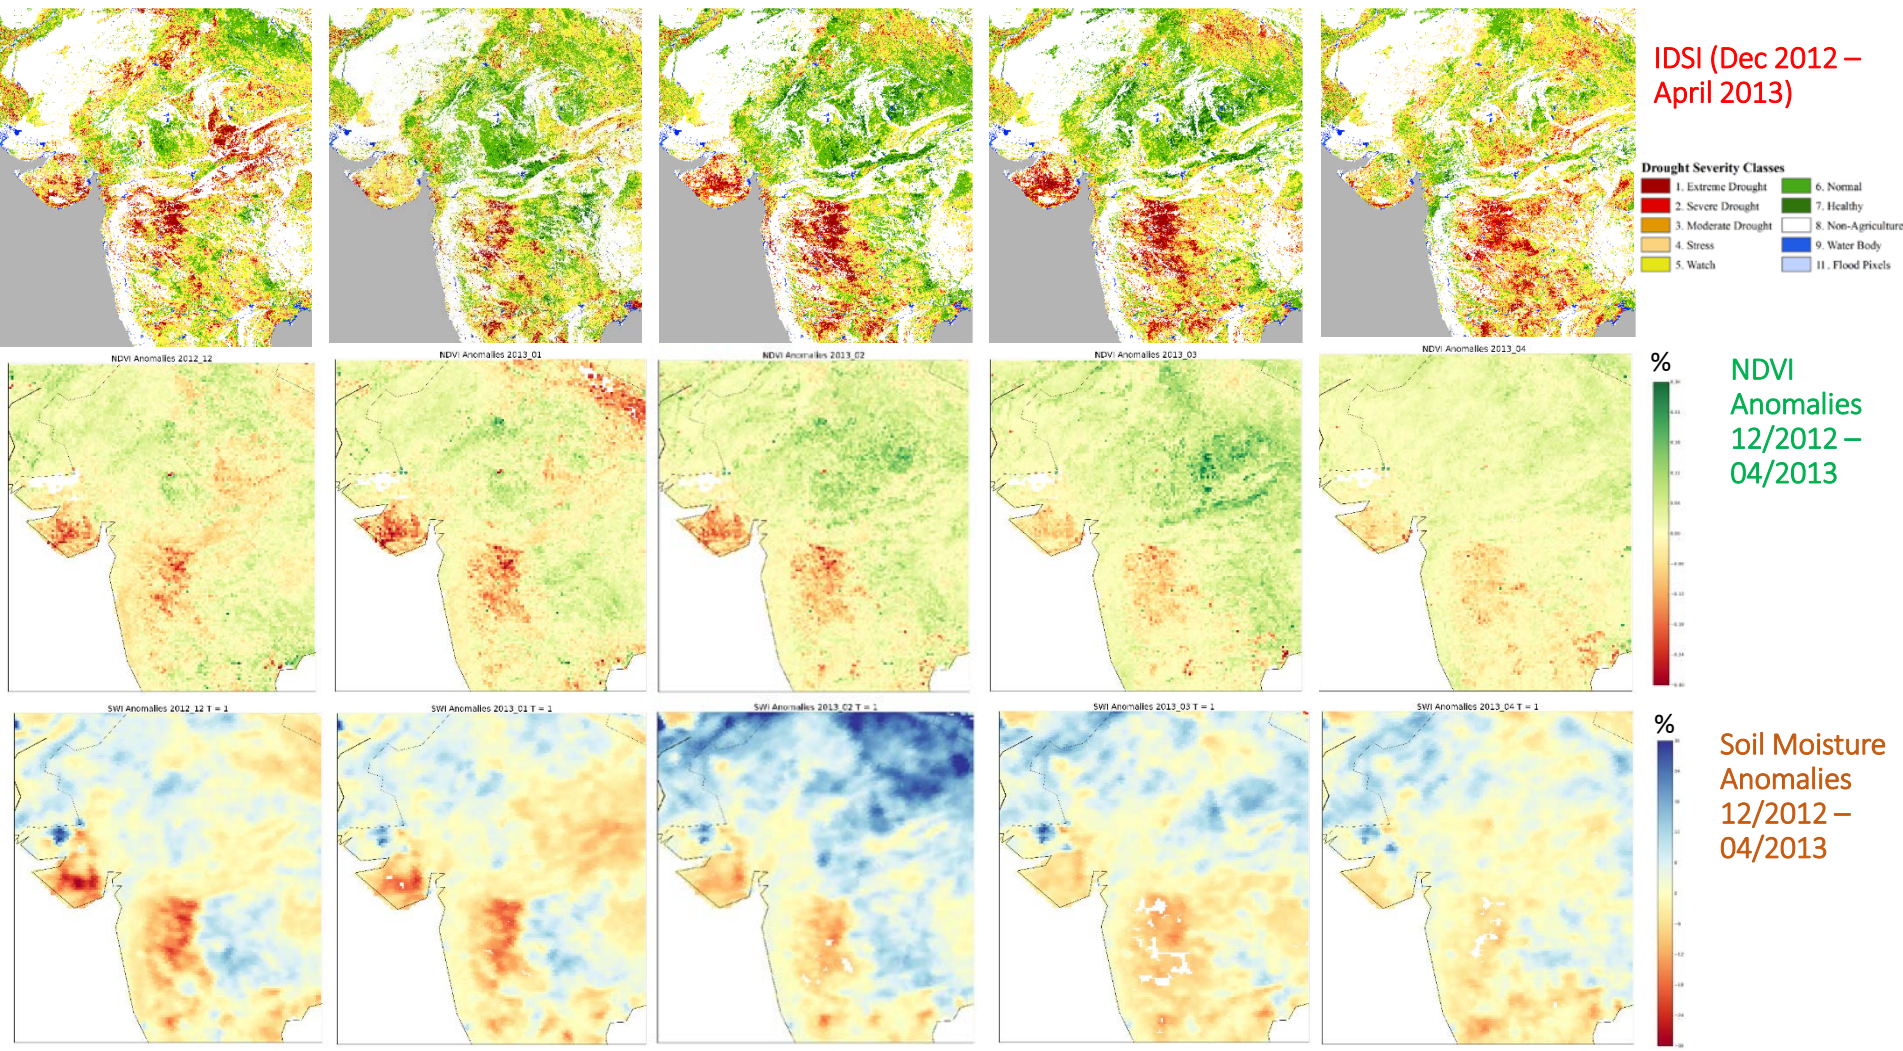 IDSI (Dec 2012 –
April 2013)
Drought Severity Classes
1. Extreme Drought
2. Severe Drought
3. Moderate Drought
4. Stress
5. Watch
6. Normal
7. Healthy
8. Non-Agriculture
9. Water Body
11. Flood Pixels
NDVI Anomalies 2012_12
NDVI Anomalies 2013_01
NDVI Anomalies 2013_02
NDVI Anomalies 2013_03
NDVI Anomalies 2013_04
%
NDVI
Anomalies
12/2012 –
04/2013
SWI Anomalies 2012_12 T = 1
SWI Anomalies 2013_01 T = 1
SWI Anomalies 2013_02 T = 1
SWI Anomalies 2013_03 T = 1
SWI Anomalies 2013_04 T = 1
%
Soil Moisture
Anomalies
12/2012 –
04/2013